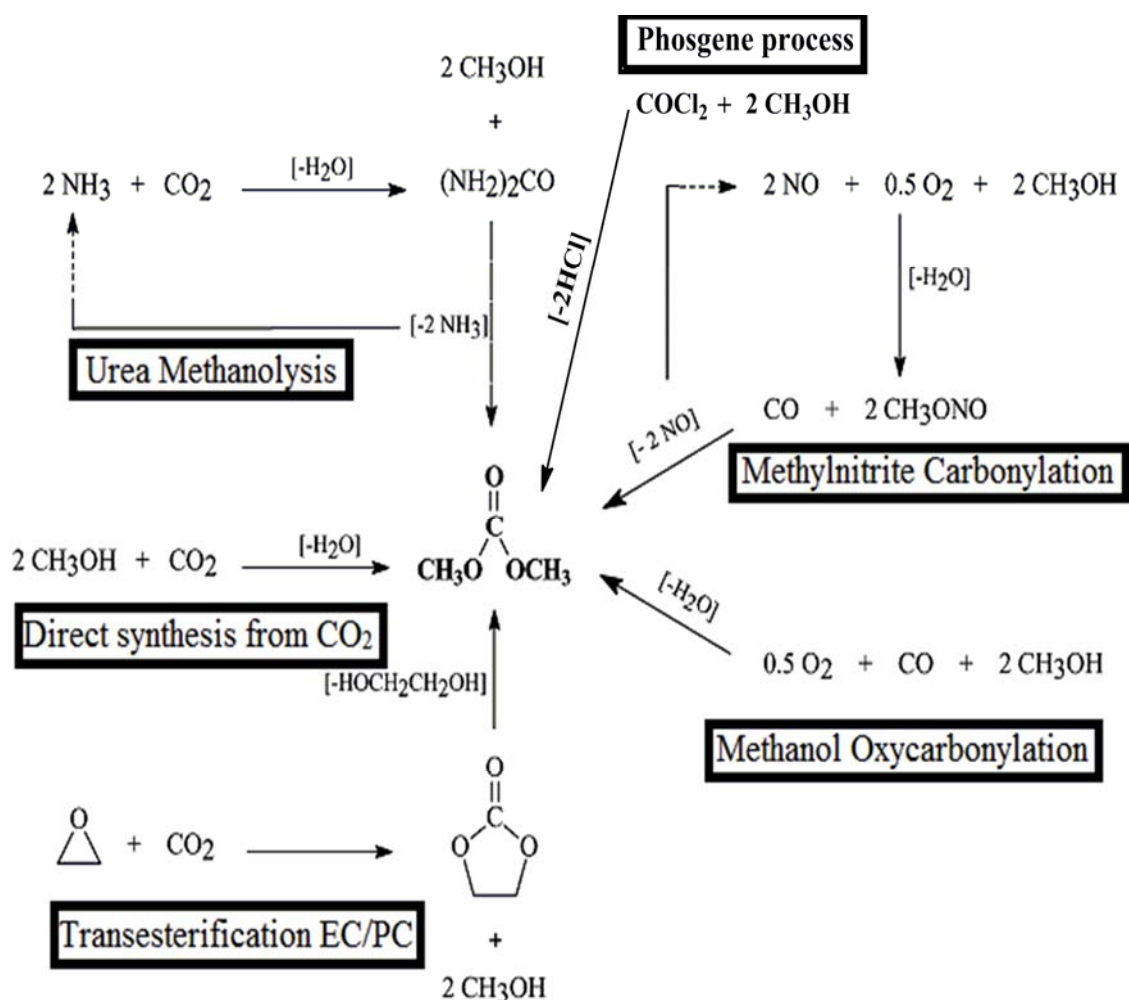 Phosgene process
COCl2 + 2 CH3OH
2 CH3OH
+
2 NH3 + CO2
[-H2O]
(NH2)2CO
[-2 NH3]
Urea Methanolysis
[-2HCl]
2 NO + 0.5 O2 + 2 CH3OH
[-H2O]
CO + 2 CH3ONO
[- 2 NO]
Methylnitrite Carbonylation
O
C
CH3O OCH3
2 CH3OH + CO2
[-H2O]
Direct synthesis from CO2
[-H2O]
0.5 O2 + CO + 2 CH3OH
Methanol Oxycarbonylation
[-HOCH2CH2OH]
O
C
O O
O
+ CO2
Transesterification EC/PC
+
2 CH3OH